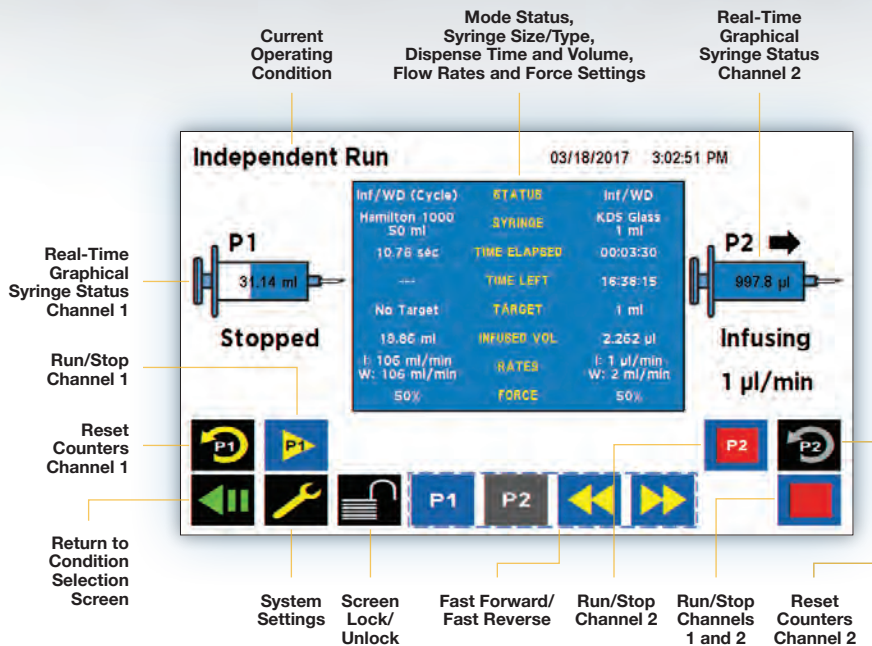 Current
Operating
Condition
Mode Status,
Syringe Size/Type,
Dispense Time and Volume,
Flow Rates and Force Settings
Real-Time
Graphical
Syringe Status
Channel 2
Independent Run
03/18/2017 3:02:51 PM
Inf/WD (Cycle) STATUS Inf/WD
Hamilton 1000
50 ml
SYRINGE
KDS Glass
1 ml
10.76 sec TIME ELAPSED 00:03:30
--- TIME LEFT 16:38:15
No Target TARGET 1 ml
18.86 ml INFUSED VOL 2.262 µl
I: 106 ml/min
W: 106 ml/min
RATES
I: 1 µl/min
W: 2 ml/min
50% FORCE 50%
P1
31.14 ml
Stopped
P2
997.8 µl
Infusing
1 µl/min
Real-Time
Graphical
Syringe Status
Channel 1
Run/Stop
Channel 1
Reset
Counters
Channel 1
Return to
Condition
Selection
Screen
P1
P1
P2
P2
P1
P2
System
Settings
Screen
Lock/
Unlock
Fast Forward/
Fast Reverse
Run/Stop
Channel 2
Run/Stop
Channels
1 and 2
Reset
Counters
Channel 2